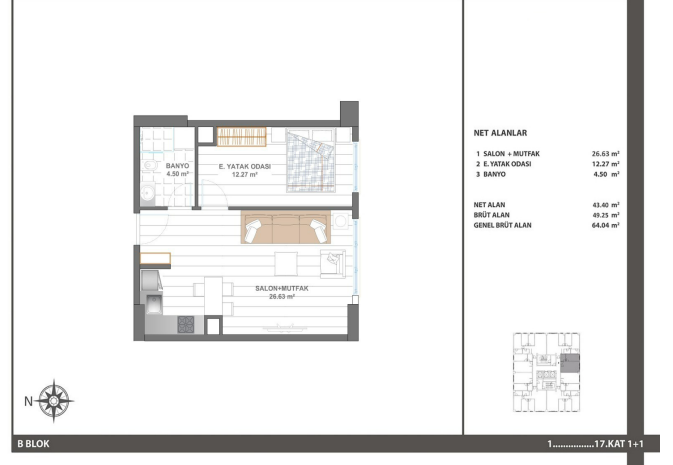 BANYO
4.50 m²
E. YATAK ODASI
12.27 m²
SALON+MUTFAK
26.63 m²
NET ALANLAR
1 SALON + MUTFAK 26.63 m²
2 E. YATAK ODASI 12.27 m²
3 BANYO 4.50 m²
NET ALAN 43.40 m²
BRÜT ALAN 49.25 m²
GENEL BRÜT ALAN 64.04 m²
N
B BLOK
1................17.KAT 1+1